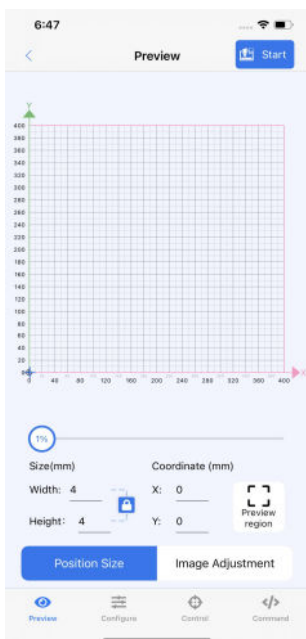 6:47
Preview
Start
Y
400
380
360
340
320
300
280
260
240
220
200
180
160
140
120
100
80
60
40
20
0
X
0 40 80 120 160 200 240 280 320 360 400
1%
Size(mm) Coordinate (mm)
Width: 4 X: 0
Height: 4 Y: 0
Preview
region
Position Size Image Adjustment
Preview Configure Control Command